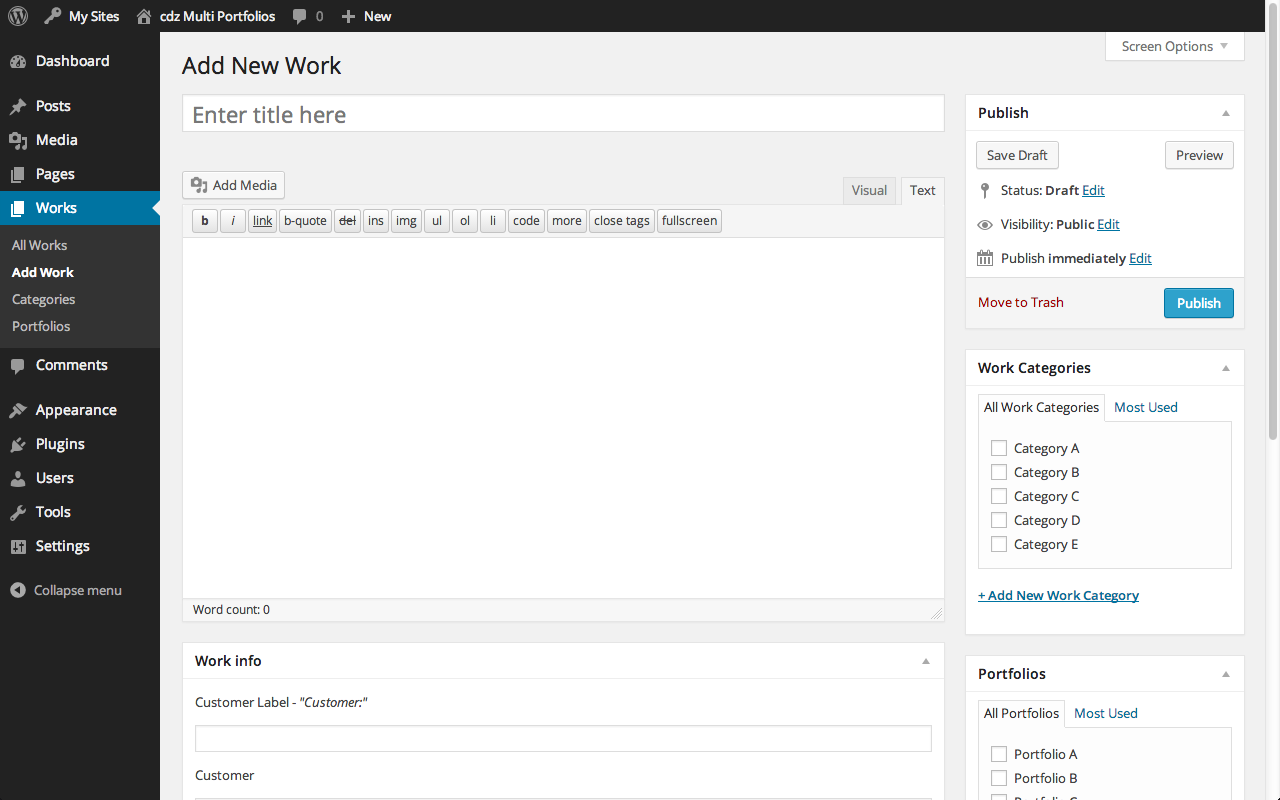 My Sites cdz Multi Portfolios 0 New
Dashboard
Posts
Media
Pages
Works
All Works
Add Work
Categories
Portfolios
Comments
Appearance
Plugins
Users
Tools
Settings
Collapse menu
Screen Options
Add New Work
Enter title here
Add Media
Visual Text
b i link b-quote del ins img ul ol li code more close tags fullscreen
Word count: 0
Work info
Customer Label - "Customer:"
Customer
Publish
Save Draft Preview
Status: Draft Edit
Visibility: Public Edit
Publish immediately Edit
Move to Trash Publish
Work Categories
All Work Categories Most Used
Category A
Category B
Category C
Category D
Category E
+ Add New Work Category
Portfolios
All Portfolios Most Used
Portfolio A
Portfolio B